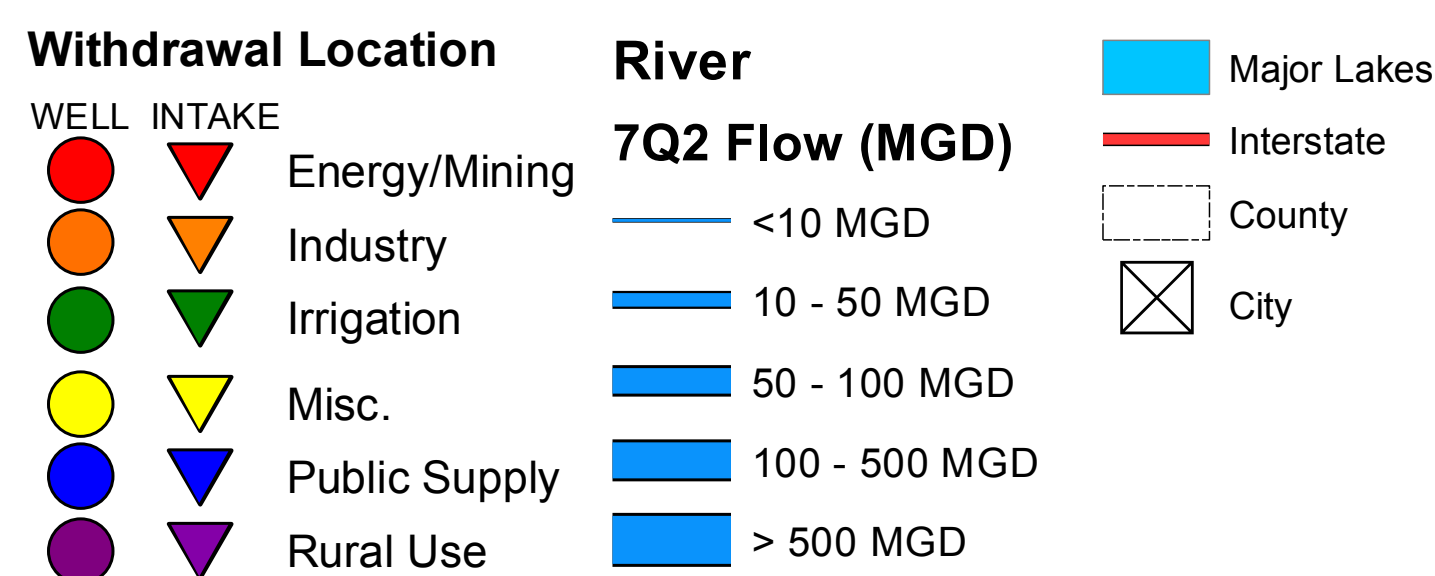 Withdrawal Location
WELL INTAKE
Energy/Mining
Industry
Irrigation
Misc.
Public Supply
Rural Use
River
7Q2 Flow (MGD)
<10 MGD
10 - 50 MGD
50 - 100 MGD
100 - 500 MGD
> 500 MGD
Major Lakes
Interstate
County
City